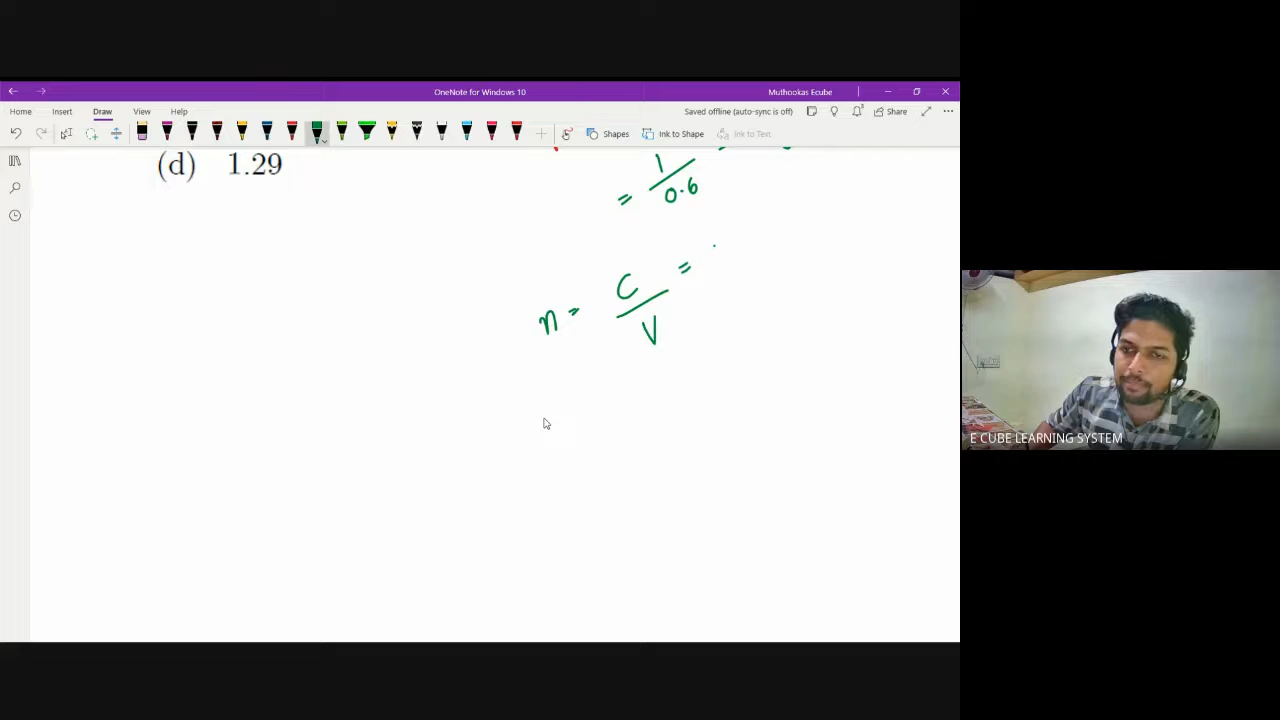 OneNote for Windows 10
Muthookas Ecube
Home Insert Draw View Help
Saved offline (auto-sync is off)
Share
Shapes
Ink to Shape
Ink to Text
(d) 1.29
= 1/0.6
n = C/V =
E CUBE LEARNING SYSTEM